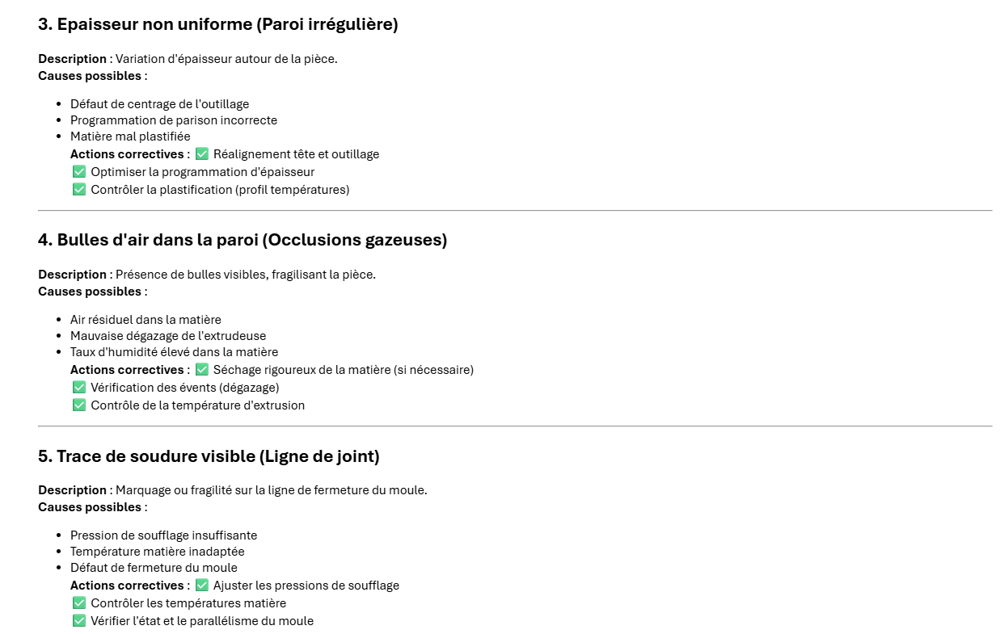 3. Epaisseur non uniforme (Paroi irrégulière)
Description : Variation d'épaisseur autour de la pièce.
Causes possibles :
• Défaut de centrage de l'outillage
• Programmation de parison incorrecte
• Matière mal plastifiée
Actions correctives : ✅ Réalignement tête et outillage
✅ Optimiser la programmation d'épaisseur
✅ Contrôler la plastification (profil températures)
4. Bulles d'air dans la paroi (Occlusions gazeuses)
Description : Présence de bulles visibles, fragilisant la pièce.
Causes possibles :
• Air résiduel dans la matière
• Mauvaise dégazage de l'extrudeuse
• Taux d'humidité élevé dans la matière
Actions correctives : ✅ Séchage rigoureux de la matière (si nécessaire)
✅ Vérification des évents (dégazage)
✅ Contrôle de la température d'extrusion
5. Trace de soudure visible (Ligne de joint)
Description : Marquage ou fragilité sur la ligne de fermeture du moule.
Causes possibles :
• Pression de soufflage insuffisante
• Température matière inadaptée
• Défaut de fermeture du moule
Actions correctives : ✅ Ajuster les pressions de soufflage
✅ Contrôler les températures matière
✅ Vérifier l'état et le parallélisme du moule